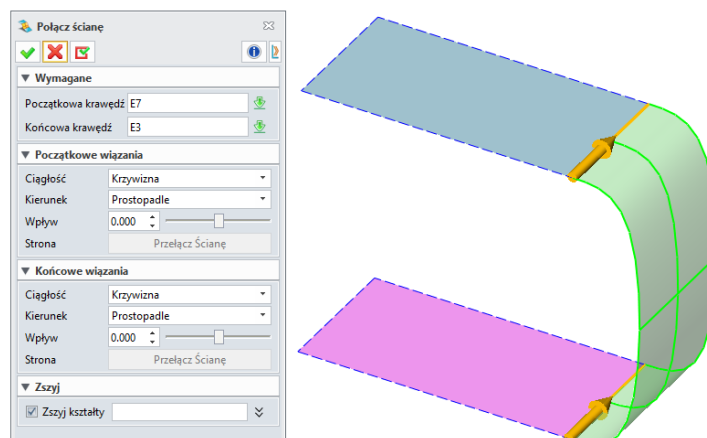 Połącz ścianę
Wymagane
Początkowa krawędź E7
Końcowa krawędź E3
Początkowe wiązania
Ciągłość Krzywizna
Kierunek Prostopadle
Wpływ 0.000
Strona Przełącz Ścianę
Końcowe wiązania
Ciągłość Krzywizna
Kierunek Prostopadle
Wpływ 0.000
Strona Przełącz Ścianę
Zszyj
Zszyj kształty